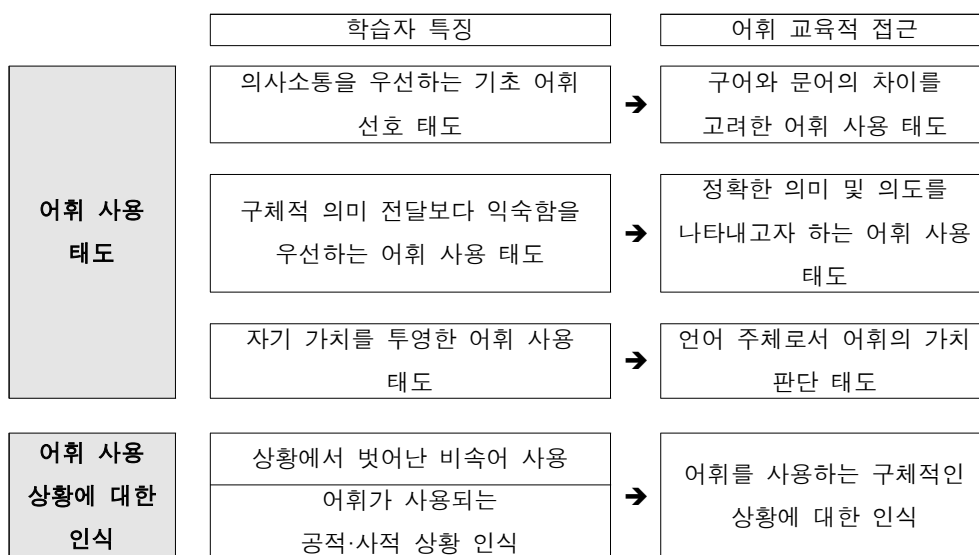 학습자 특징
어휘 교육적 접근
어휘 사용
태도
의사소통을 우선하는 기초 어휘
선호 태도
➔
구어와 문어의 차이를
고려한 어휘 사용 태도
구체적 의미 전달보다 익숙함을
우선하는 어휘 사용 태도
➔
정확한 의미 및 의도를
나타내고자 하는 어휘 사용
태도
자기 가치를 투영한 어휘 사용
태도
➔
언어 주체로서 어휘의 가치
판단 태도
어휘 사용
상황에 대한
인식
상황에서 벗어난 비속어 사용
어휘가 사용되는
공적·사적 상황 인식
➔
어휘를 사용하는 구체적인
상황에 대한 인식